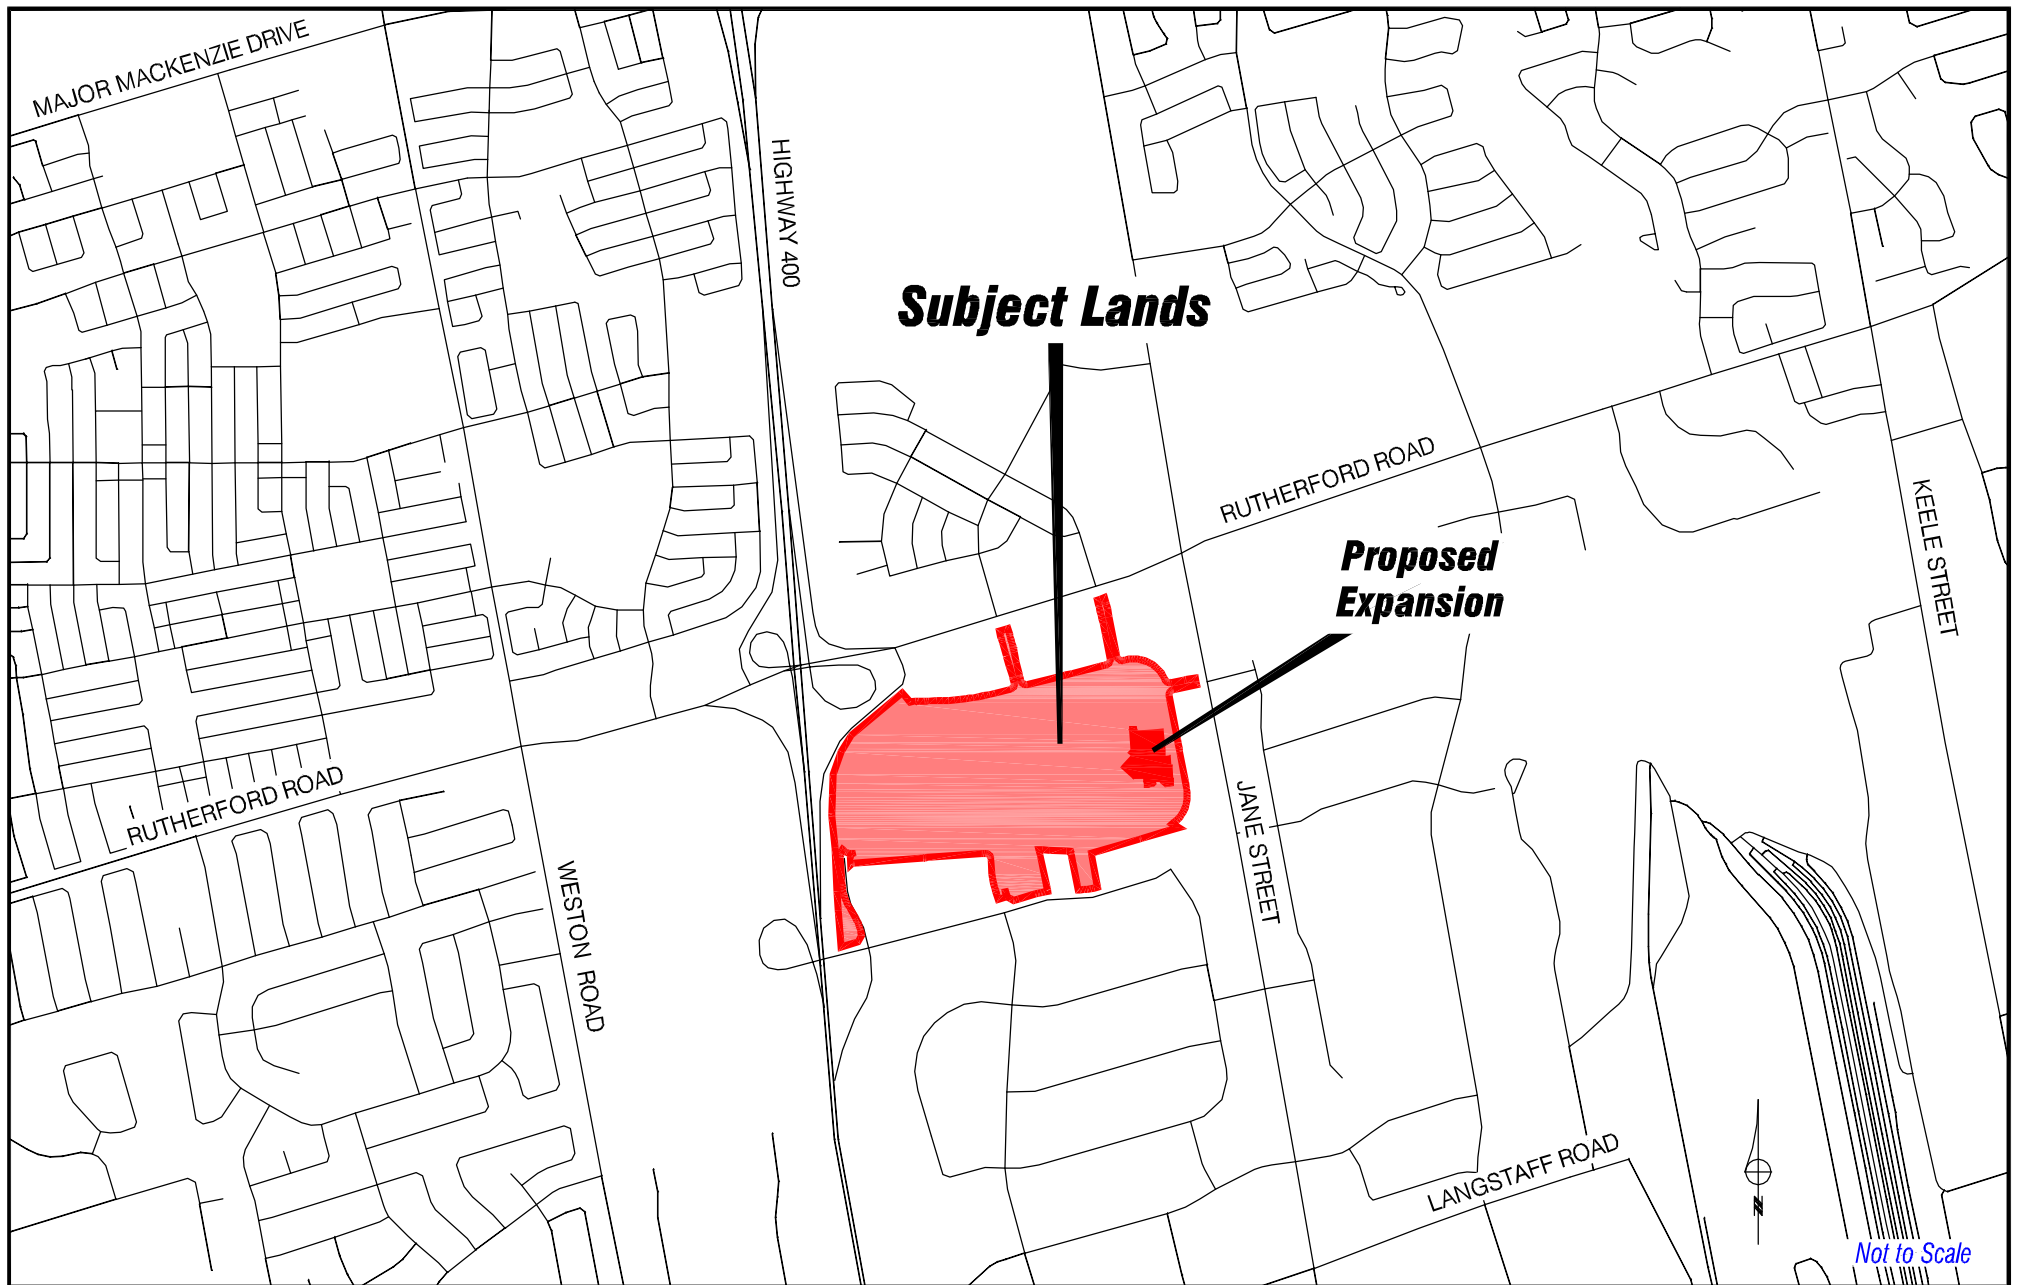 MAJOR MACKENZIE DRIVE
HIGHWAY 400
Subject Lands
RUTHERFORD ROAD
KEELE STREET
Proposed
Expansion
RUTHERFORD ROAD
JANE STREET
WESTON ROAD
LANGSTAFF ROAD
N
Not to Scale